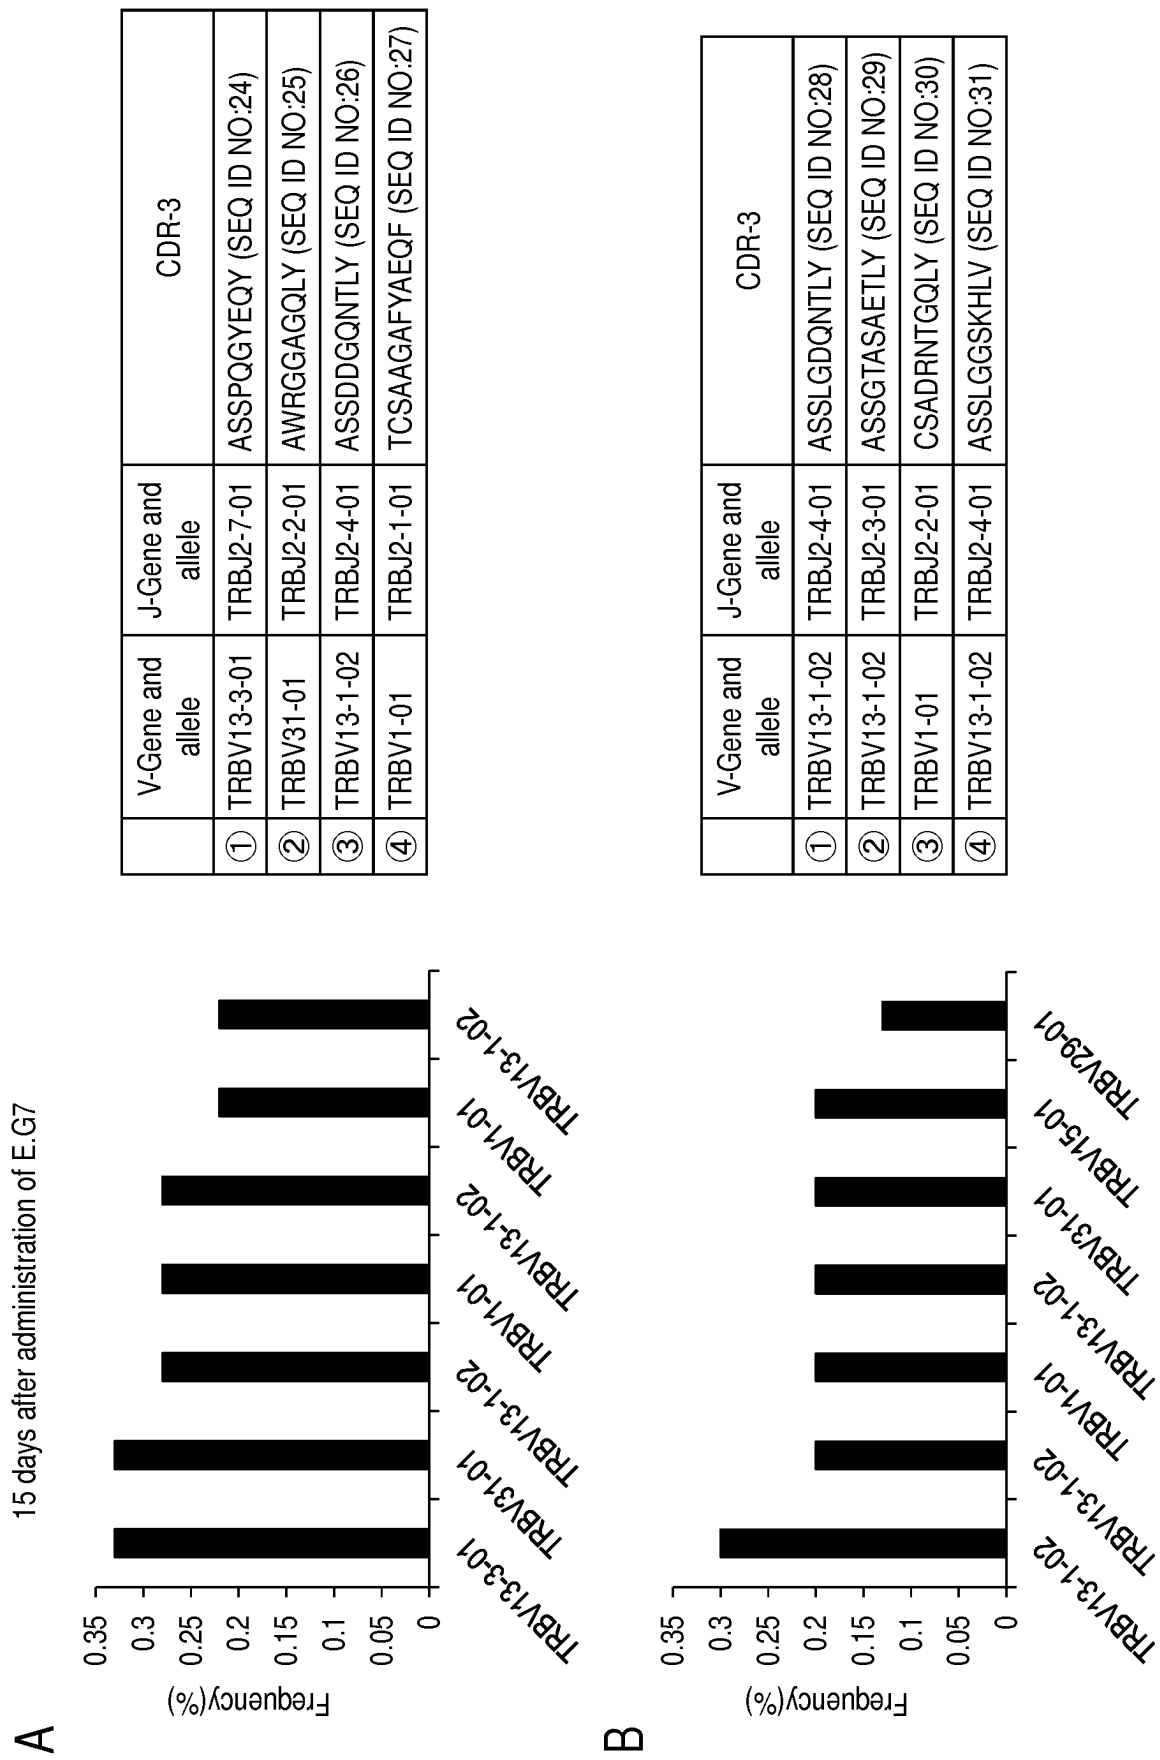 15 days after administration of E.G7
A
Frequency(%)
0.35
0.3
0.25
0.2
0.15
0.1
0.05
0
TRBV13-3-01
TRBV31-01
TRBV13-1-02
TRBV1-01
TRBV13-1-02
TRBV1-01
TRBV13-1-02
V-Gene and allele J-Gene and allele CDR-3
① TRBV13-3-01 TRBJ2-7-01 ASSPQGYEQY (SEQ ID NO:24)
② TRBV31-01 TRBJ2-2-01 AWRGGAGQLY (SEQ ID NO:25)
③ TRBV13-1-02 TRBJ2-4-01 ASSDDGQNTLY (SEQ ID NO:26)
④ TRBV1-01 TRBJ2-1-01 TCSAAGAFYAEQF (SEQ ID NO:27)
B
Frequency(%)
0.35
0.3
0.25
0.2
0.15
0.1
0.05
0
TRBV13-1-02
TRBV13-1-02
TRBV1-01
TRBV13-1-02
TRBV31-01
TRBV15-01
TRBV29-01
V-Gene and allele J-Gene and allele CDR-3
① TRBV13-1-02 TRBJ2-4-01 ASSLGDQNTLY (SEQ ID NO:28)
② TRBV13-1-02 TRBJ2-3-01 ASSGTASAETLY (SEQ ID NO:29)
③ TRBV1-01 TRBJ2-2-01 CSADRNTGQLY (SEQ ID NO:30)
④ TRBV13-1-02 TRBJ2-4-01 ASSLGGSKHLV (SEQ ID NO:31)